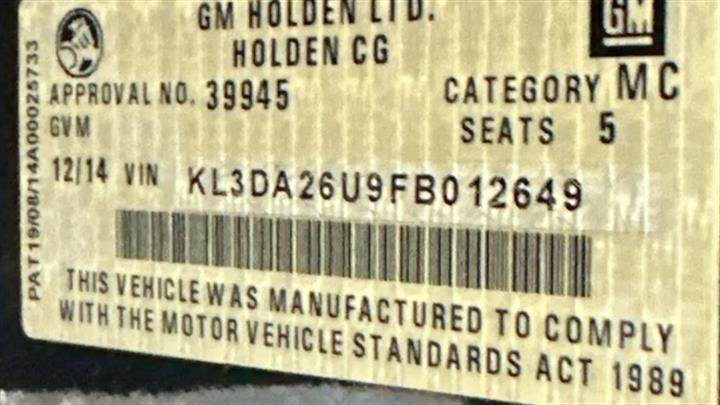 GM HOLDEN LTD.
HOLDEN CG
GM
APPROVAL NO. 39945
CATEGORY MC
GVM
SEATS 5
12/14 VIN KL3DA26U9FB012649
THIS VEHICLE WAS MANUFACTURED TO COMPLY
WITH THE MOTOR VEHICLE STANDARDS ACT 1989
PAT19/08/14A00025733